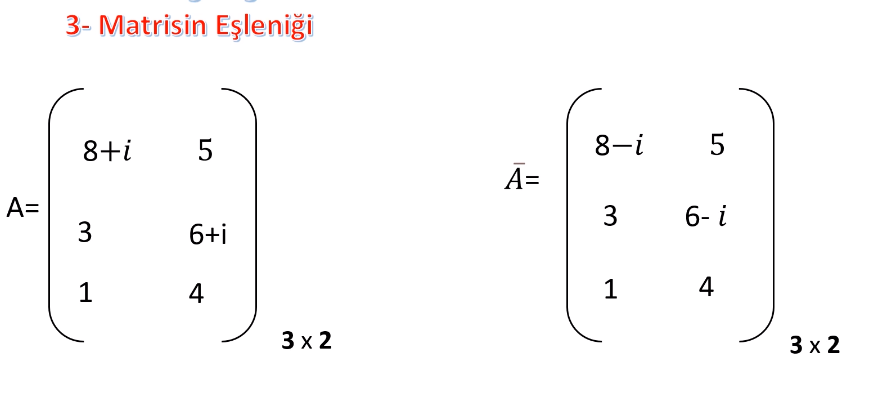 3- Matrisin Eşleniği
A=
8+i 5
3 6+i
1 4
3 x 2
Ā=
8−i 5
3 6- i
1 4
3 x 2